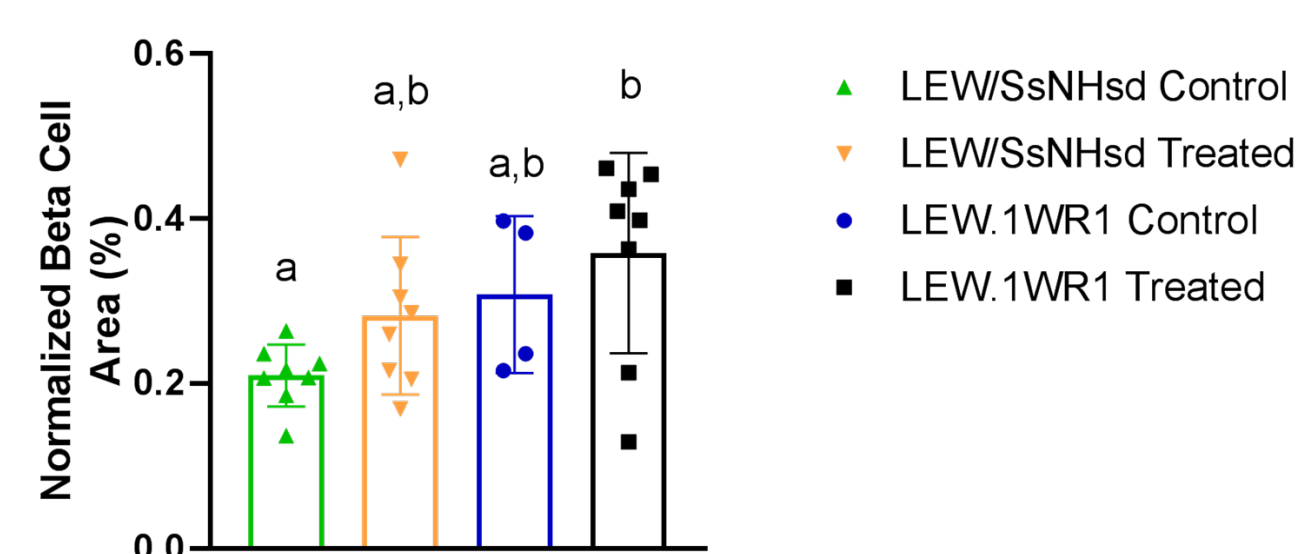 0.6
0.4
0.2
0.0
Normalized Beta Cell
Area (%)
a
a,b
a,b
b
LEW/SsNHsd Control
LEW/SsNHsd Treated
LEW.1WR1 Control
LEW.1WR1 Treated